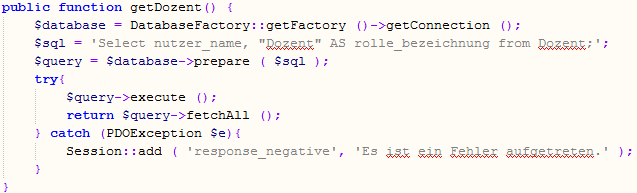 public function getDozent() {
$database = DatabaseFactory::getFactory ()->getConnection ();
$sql = 'Select nutzer_name, "Dozent" AS rolle_bezeichnung from Dozent;';
$query = $database->prepare ( $sql );
try{
$query->execute ();
return $query->fetchAll ();
} catch (PDOException $e){
Session::add ( 'response_negative', 'Es ist ein Fehler aufgetreten.' );
}
}